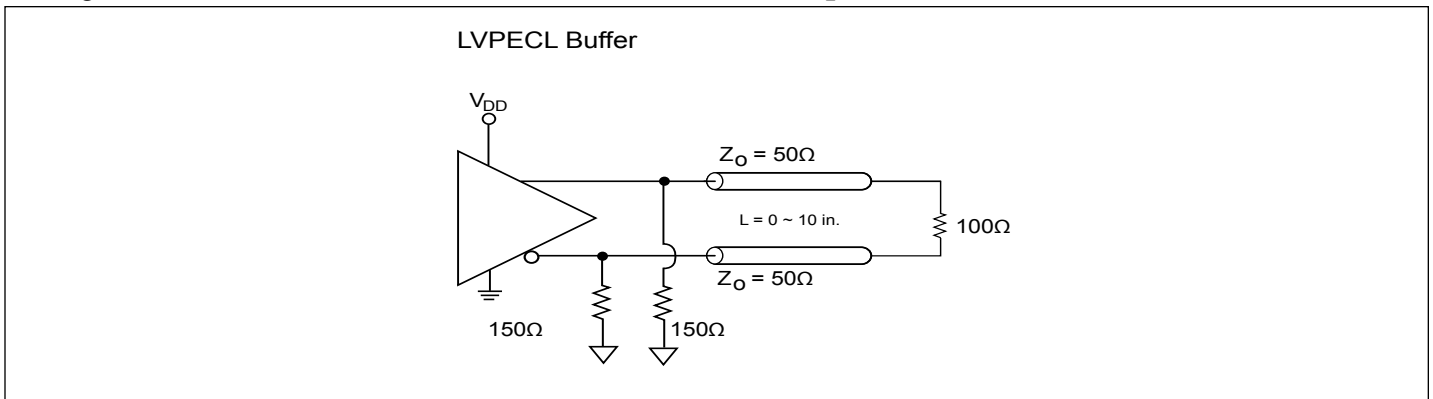 LVPECL Buffer
VDD
ZO = 50Ω
L = 0 ~ 10 in.
100Ω
ZO = 50Ω
150Ω
150Ω